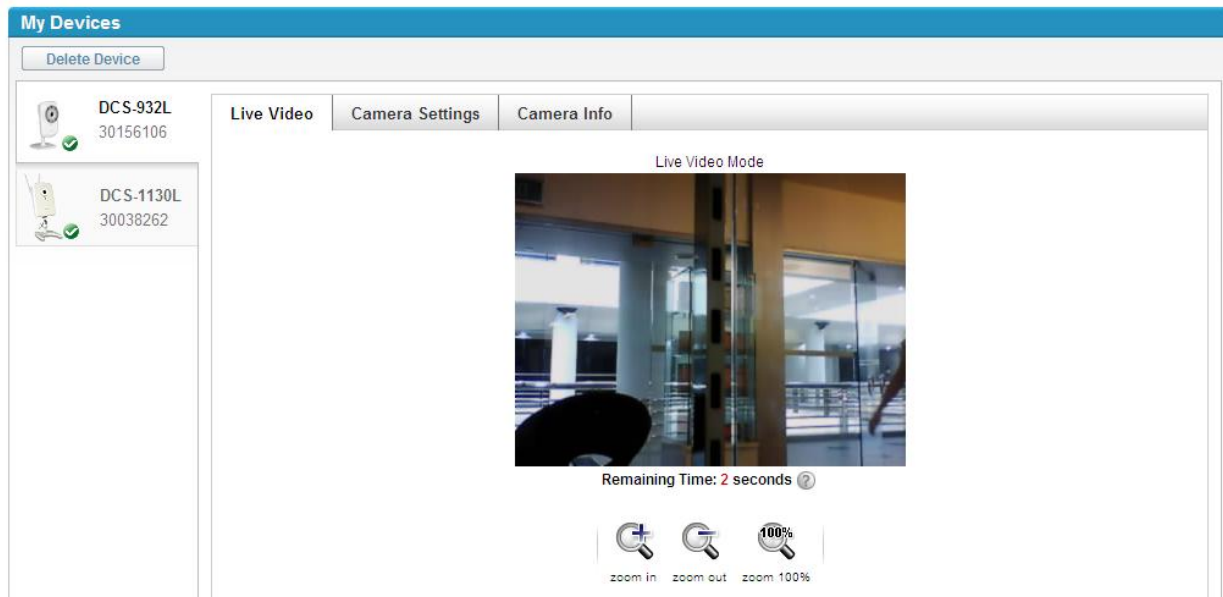 My Devices
Delete Device
DCS-932L
30156106
DCS-1130L
30038262
Live Video
Camera Settings
Camera Info
Live Video Mode
Remaining Time: 2 seconds ?
100%
zoom in
zoom out
zoom 100%